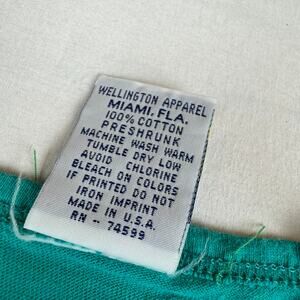 WELLINGTON APPAREL
MIAMI, FLA.
100% COTTON
PRESHRUNK
MACHINE WASH WARM
TUMBLE DRY LOW
AVOID CHLORINE
BLEACH ON COLORS
IF PRINTED DO NOT
IRON IMPRINT
MADE IN U.S.A.
RN -- 74599